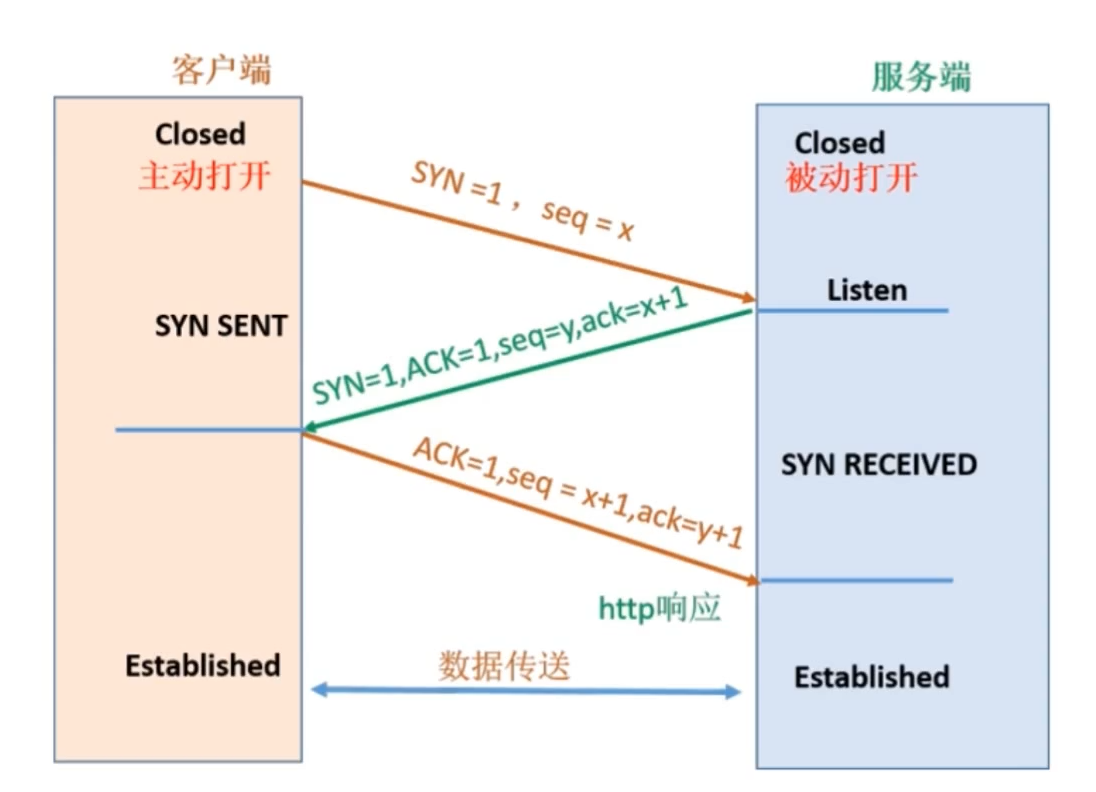 客户端
服务端
Closed
主动打开
Closed
被动打开
SYN =1 ， seq = x
Listen
SYN SENT
SYN=1,ACK=1,seq=y,ack=x+1
ACK=1,seq = x+1,ack=y+1
SYN RECEIVED
http响应
数据传送
Established
Established